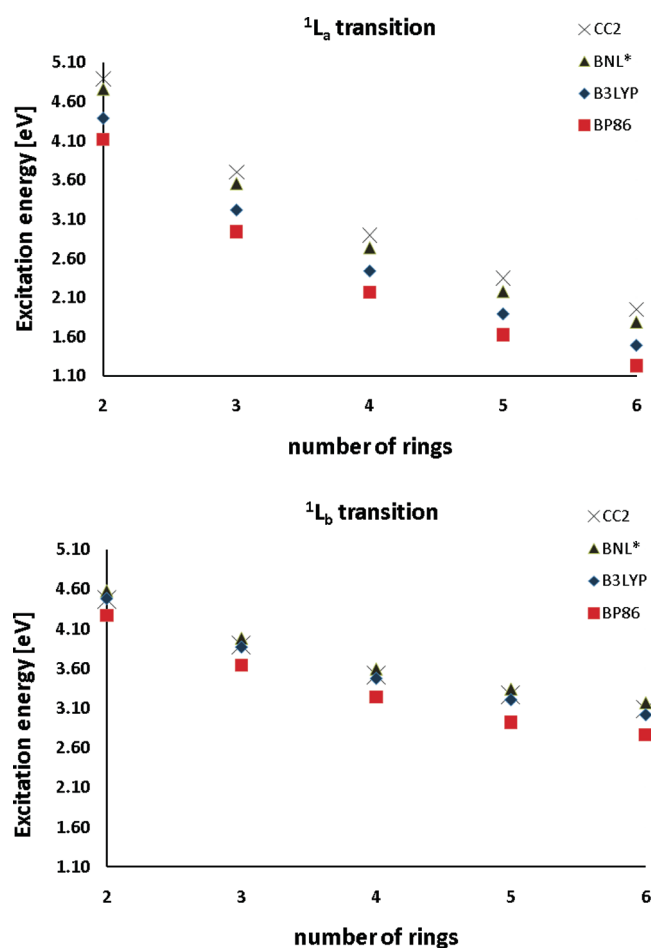 ¹Lₐ transition
CC2
BNL*
B3LYP
BP86
Excitation energy [eV]
5.10
4.60
4.10
3.60
3.10
2.60
2.10
1.60
1.10
2 3 4 5 6
number of rings
¹L_b transition
CC2
BNL*
B3LYP
BP86
Excitation energy [eV]
5.10
4.60
4.10
3.60
3.10
2.60
2.10
1.60
1.10
2 3 4 5 6
number of rings